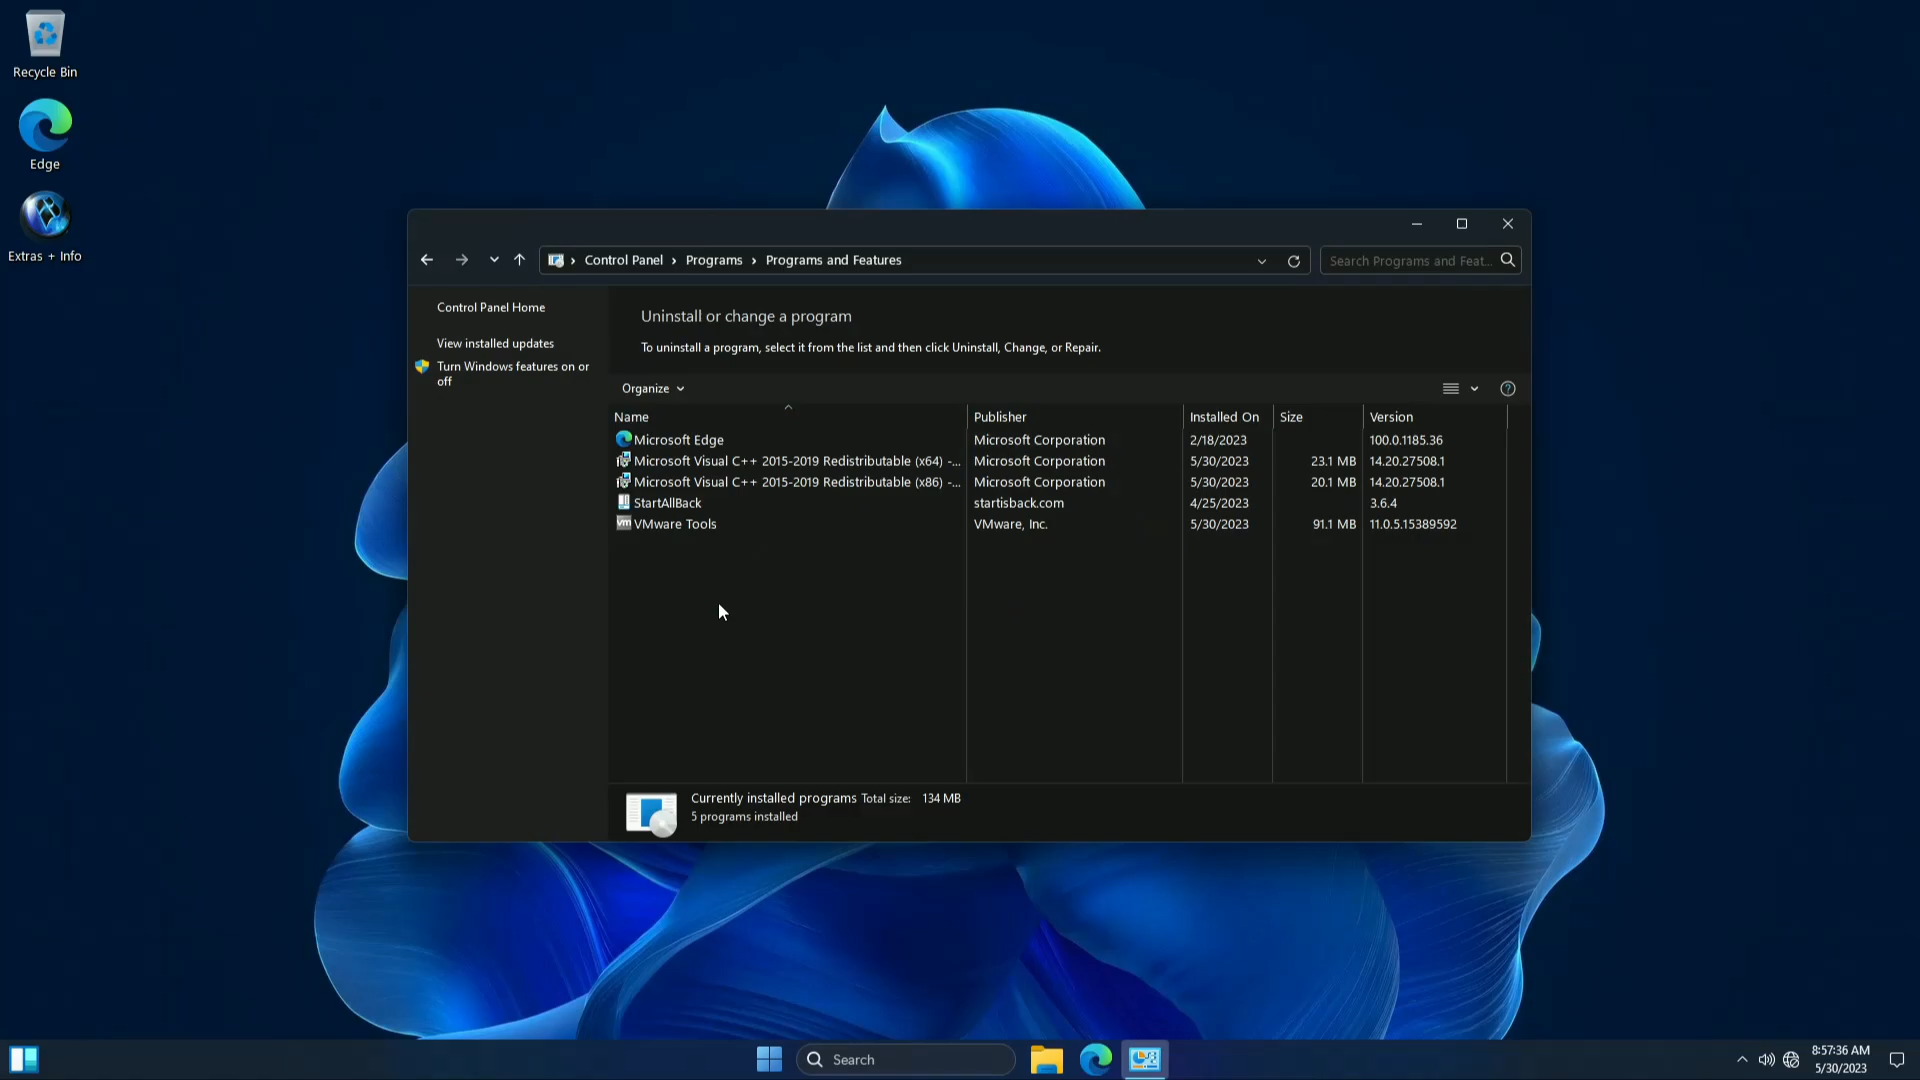 Recycle Bin
Edge
Extras + Info
Control Panel › Programs › Programs and Features
Search Programs and Feat...
Control Panel Home
View installed updates
Turn Windows features on or
off
Uninstall or change a program
To uninstall a program, select it from the list and then click Uninstall, Change, or Repair.
Organize
Name Publisher Installed On Size Version
Microsoft Edge Microsoft Corporation 2/18/2023 100.0.1185.36
Microsoft Visual C++ 2015-2019 Redistributable (x64) -... Microsoft Corporation 5/30/2023 23.1 MB 14.20.27508.1
Microsoft Visual C++ 2015-2019 Redistributable (x86) -... Microsoft Corporation 5/30/2023 20.1 MB 14.20.27508.1
StartAllBack startisback.com 4/25/2023 3.6.4
vm VMware Tools VMware, Inc. 5/30/2023 91.1 MB 11.0.5.15389592
Currently installed programs Total size: 134 MB
5 programs installed
Search
8:57:36 AM
5/30/2023